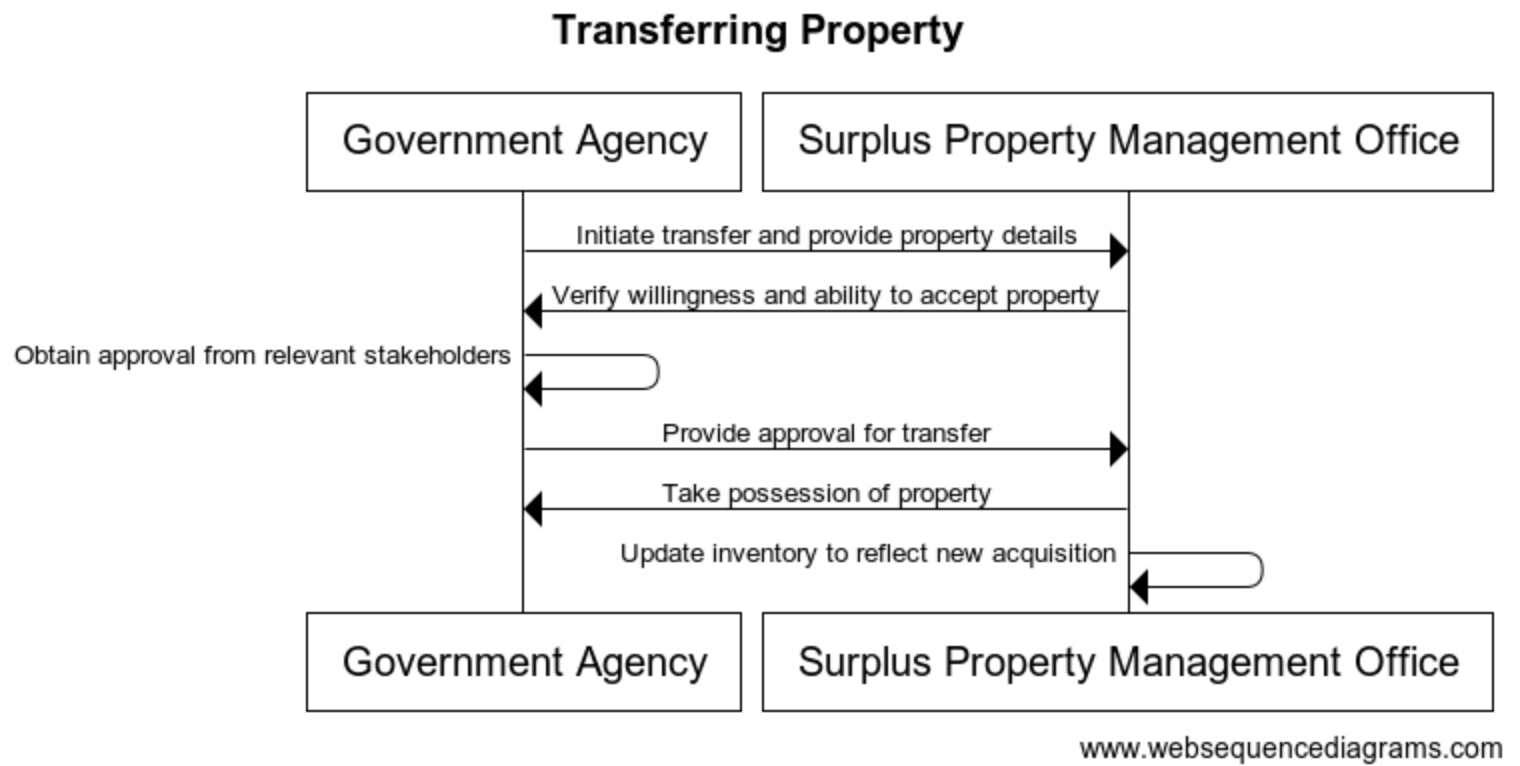 Transferring Property
Government Agency
Surplus Property Management Office
Initiate transfer and provide property details
Verify willingness and ability to accept property
Obtain approval from relevant stakeholders
Provide approval for transfer
Take possession of property
Update inventory to reflect new acquisition
Government Agency
Surplus Property Management Office
www.websequencediagrams.com